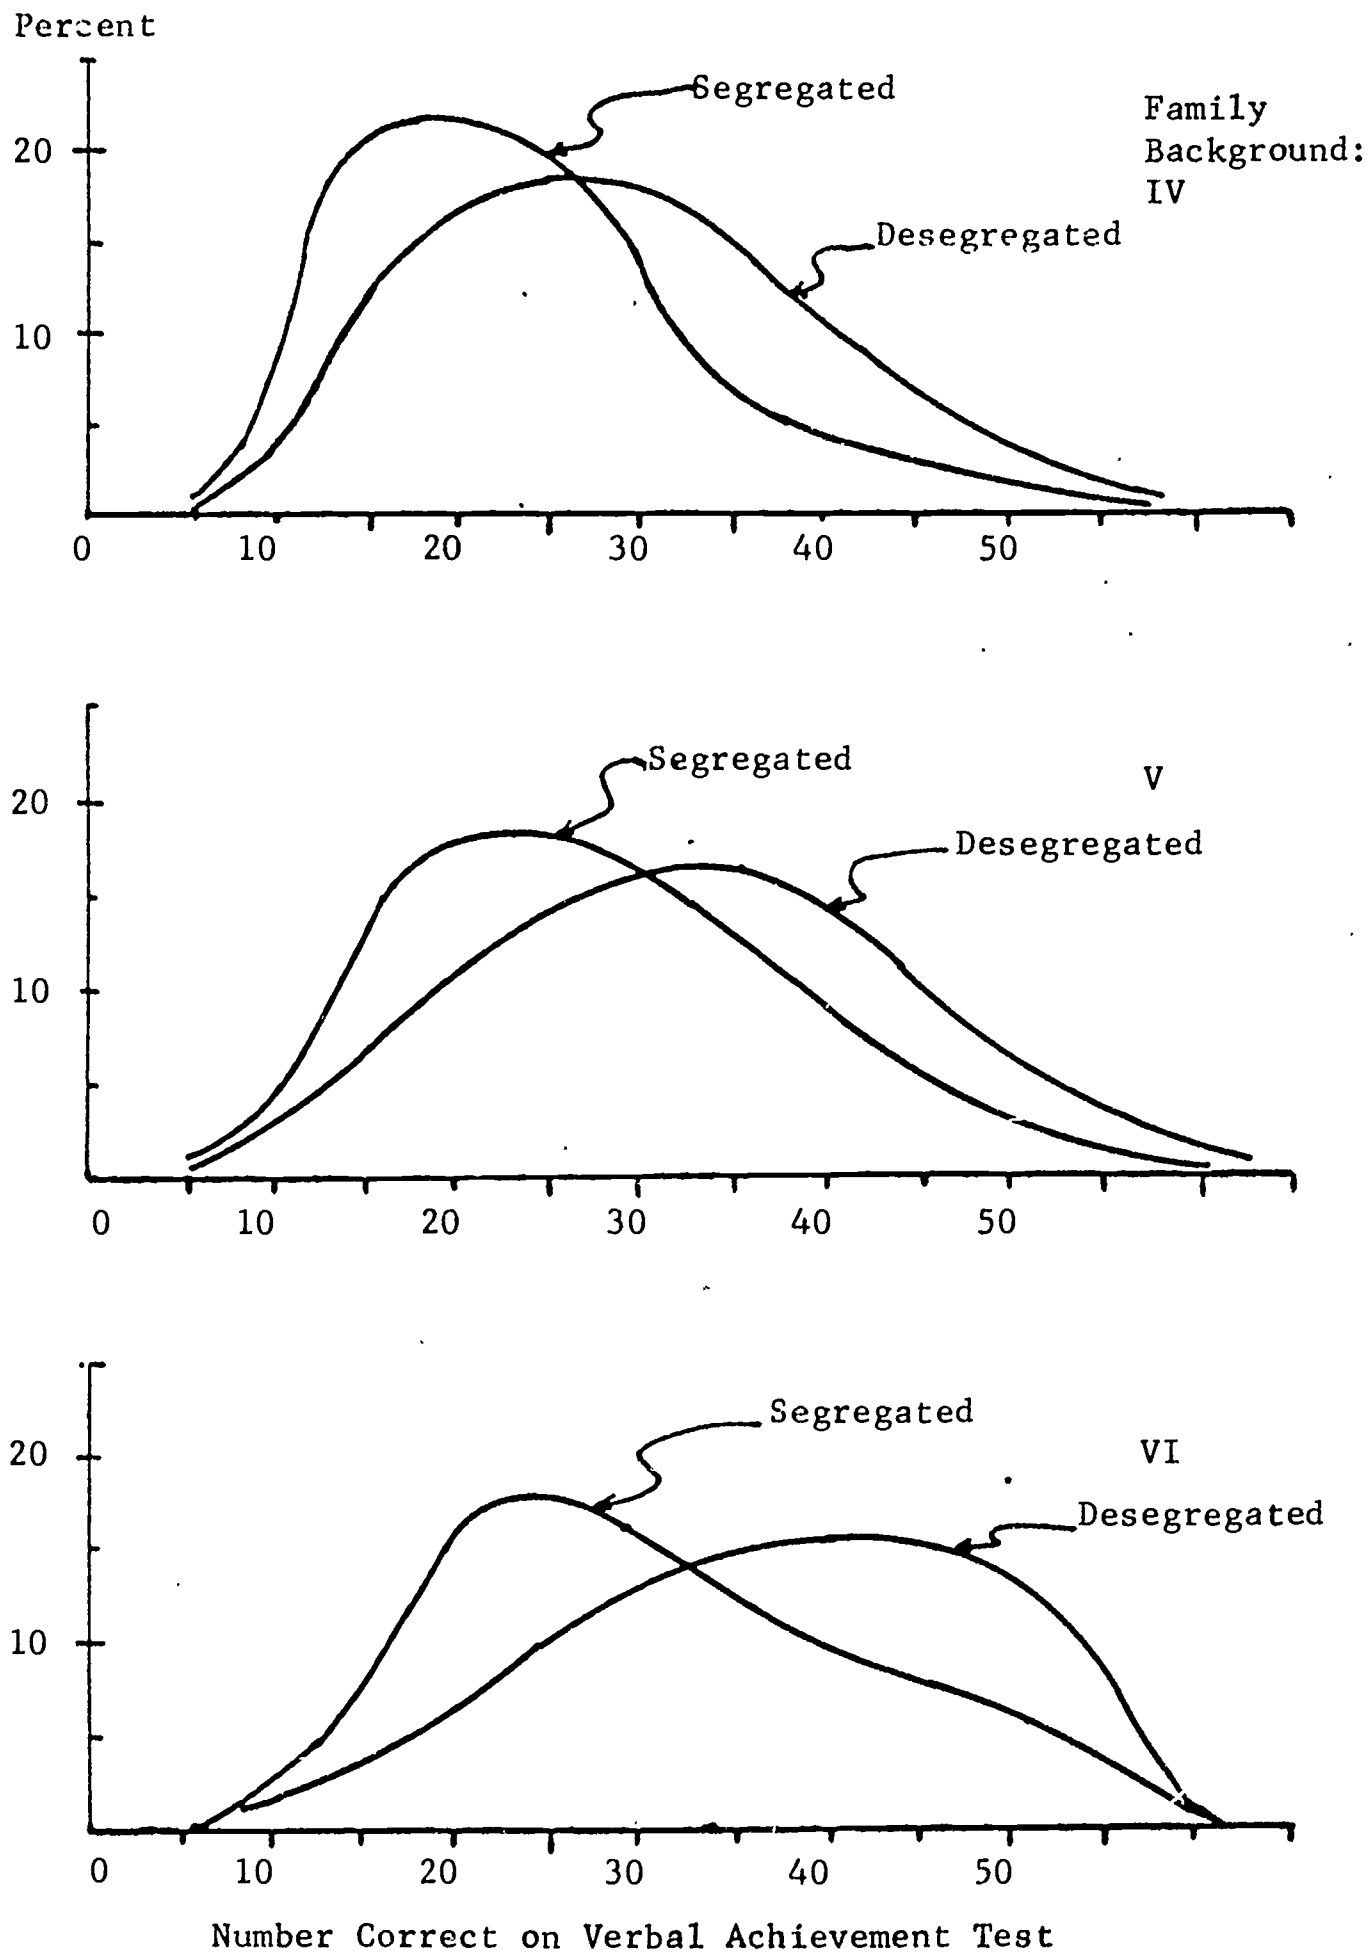 Percent
Segregated
Family
Background:
IV
20
Desegregated
10
0 10 20 30 40 50
Segregated
V
20
Desegregated
10
0 10 20 30 40 50
Segregated
20
VI
Desegregated
10
0 10 20 30 40 50
Number Correct on Verbal Achievement Test